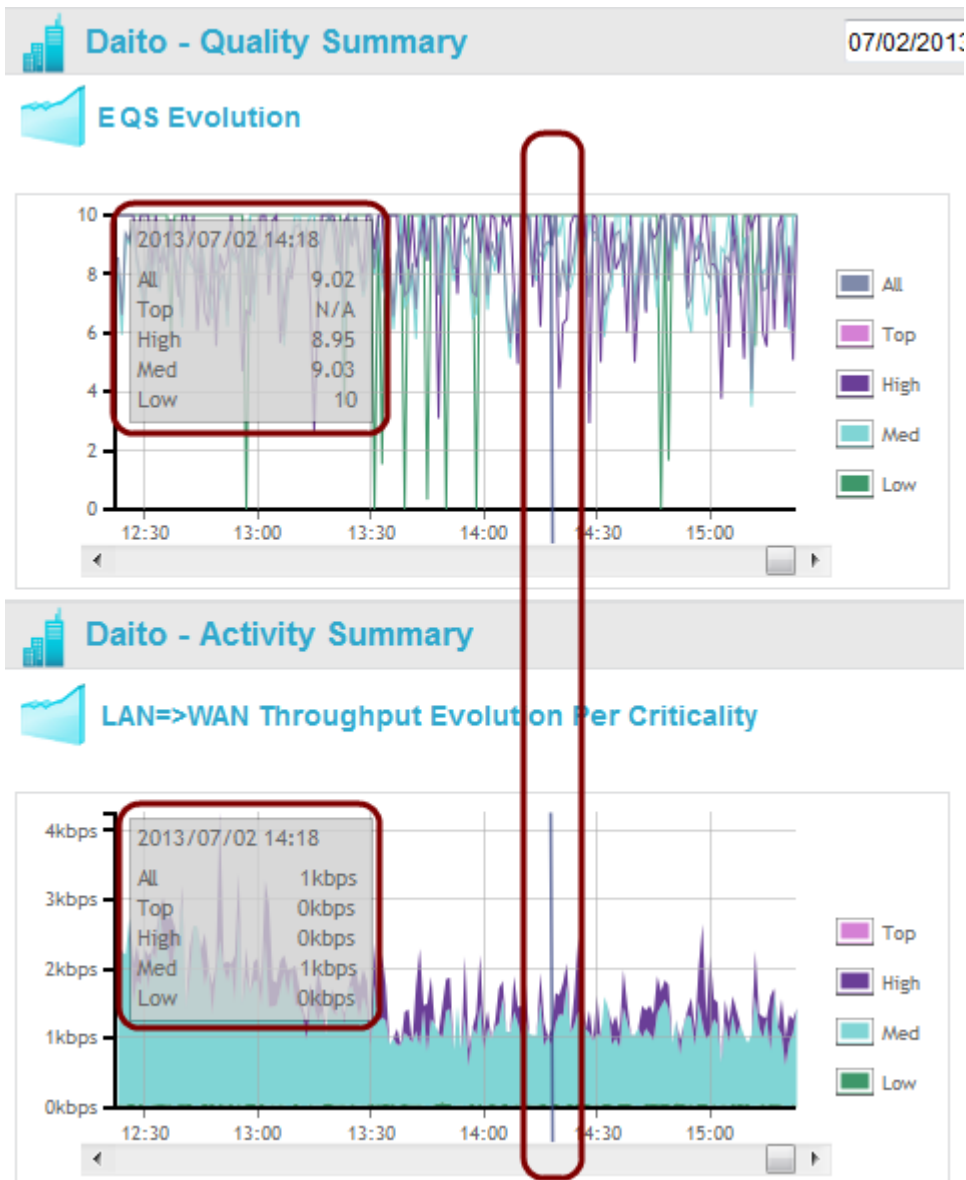 Daito - Quality Summary 07/02/2013
EQS Evolution
10
8
6
4
2
0
2013/07/02 14:18
All 9.02
Top N/A
High 8.95
Med 9.03
Low 10
All
Top
High
Med
Low
12:30 13:00 13:30 14:00 14:30 15:00
Daito - Activity Summary
LAN=>WAN Throughput Evolution Per Criticality
4kbps
3kbps
2kbps
1kbps
0kbps
2013/07/02 14:18
All 1kbps
Top 0kbps
High 0kbps
Med 1kbps
Low 0kbps
Top
High
Med
Low
12:30 13:00 13:30 14:00 14:30 15:00